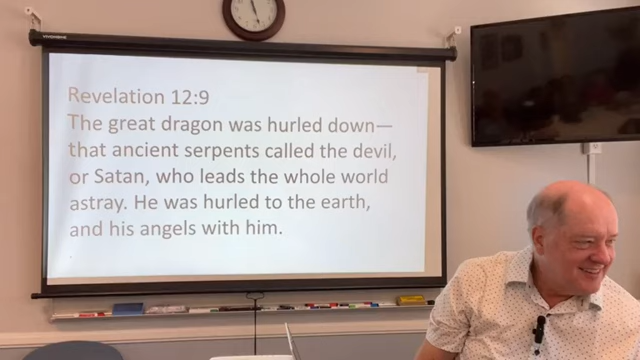 Revelation 12:9
The great dragon was hurled down—
that ancient serpents called the devil,
or Satan, who leads the whole world
astray. He was hurled to the earth,
and his angels with him.